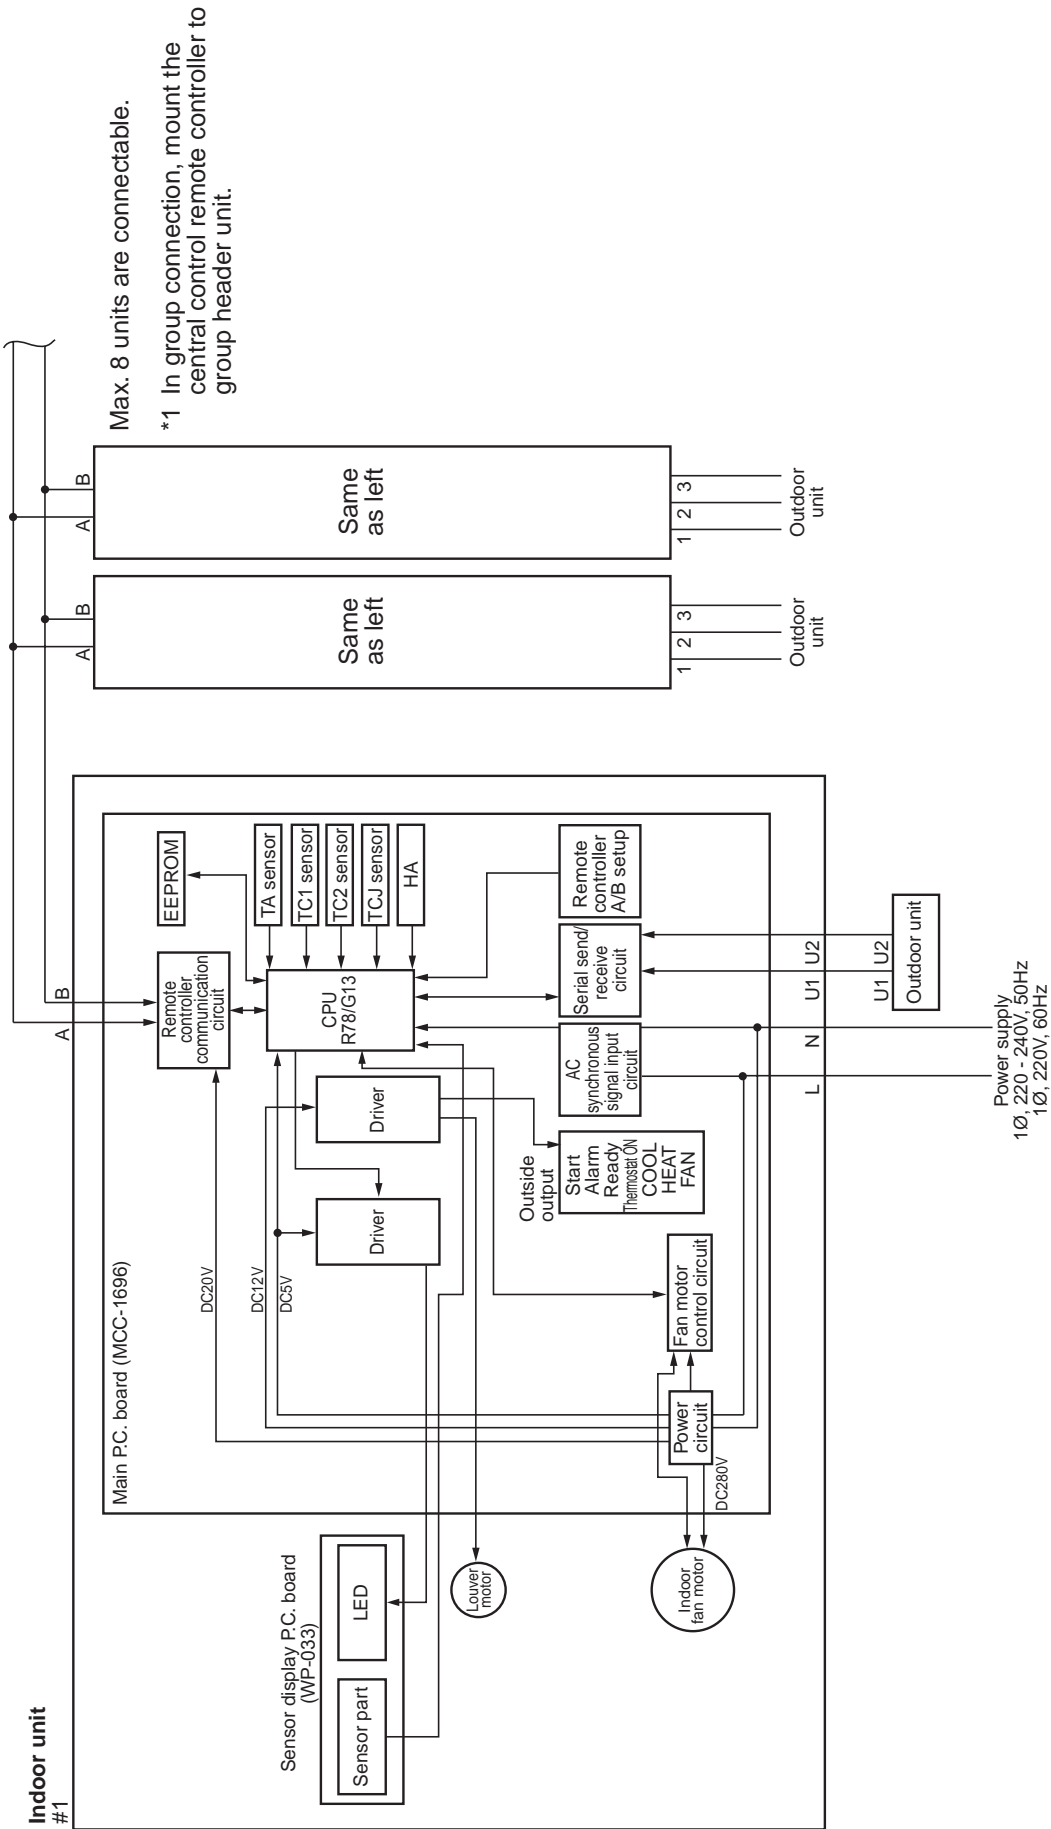 Indoor unit
#1
Main P.C. board (MCC-1696)
Sensor display P.C. board
(WP-033)
Sensor part
LED
Louver
motor
Indoor
fan motor
DC280V
Power
circuit
Fan motor
control circuit
DC20V
DC12V
DC5V
Driver
Driver
Outside
output
Start
Alarm
Ready
Thermostat ON
COOL
HEAT
FAN
Remote
controller
communication
circuit
CPU
R78/G13
EEPROM
TA sensor
TC1 sensor
TC2 sensor
TCJ sensor
HA
AC
synchronous
signal input
circuit
Serial send/
receive
circuit
Remote
controller
A/B setup
A B
L N U1 U2
U1 U2
Outdoor unit
Power supply
1Ø, 220 - 240V, 50Hz
1Ø, 220V, 60Hz
A B
Same
as left
1 2 3
Outdoor
unit
A B
Same
as left
1 2 3
Outdoor
unit
Max. 8 units are connectable.
*1 In group connection, mount the
central control remote controller to
group header unit.